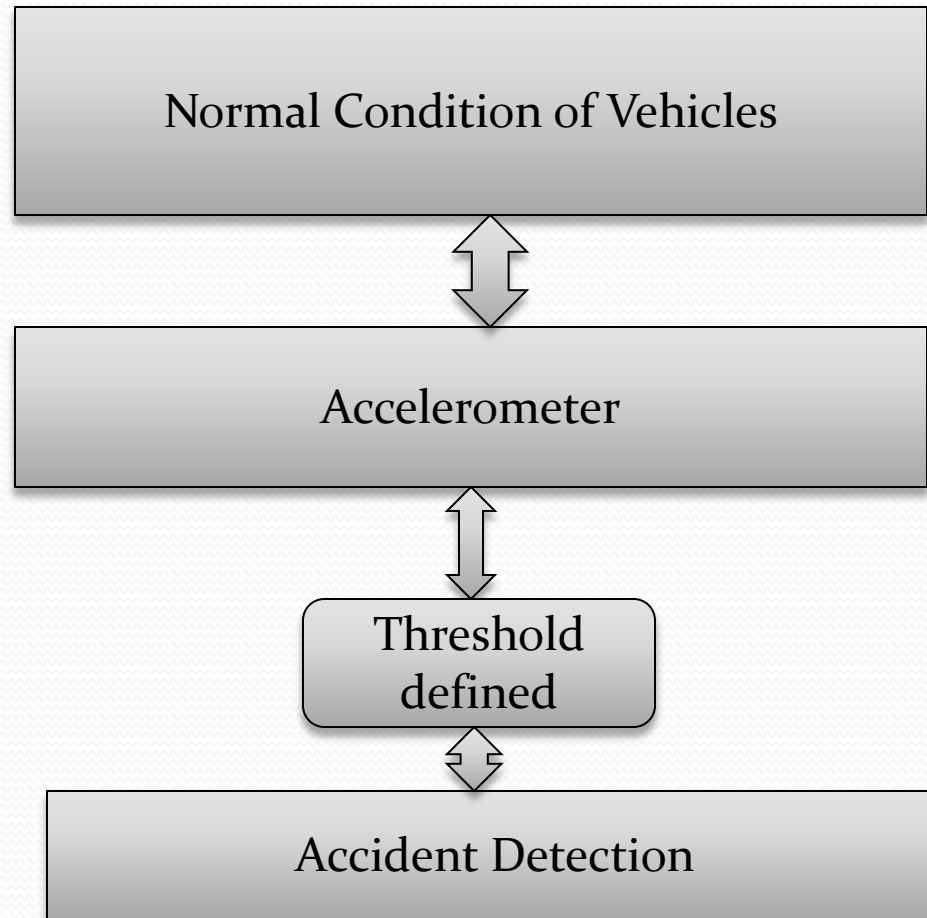 Normal Condition of Vehicles
Accelerometer
Threshold
defined
Accident Detection